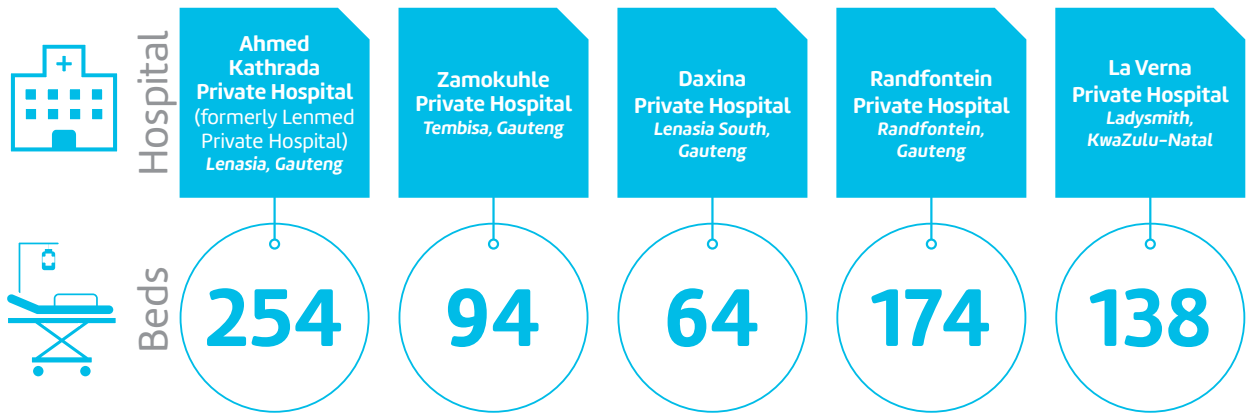 Hospital
Ahmed
Kathrada
Private Hospital
(formerly Lenmed
Private Hospital)
Lenasia, Gauteng
Zamokuhle
Private Hospital
Tembisa, Gauteng
Daxina
Private Hospital
Lenasia South,
Gauteng
Randfontein
Private Hospital
Randfontein,
Gauteng
La Verna
Private Hospital
Ladysmith,
KwaZulu-Natal
Beds
254
94
64
174
138